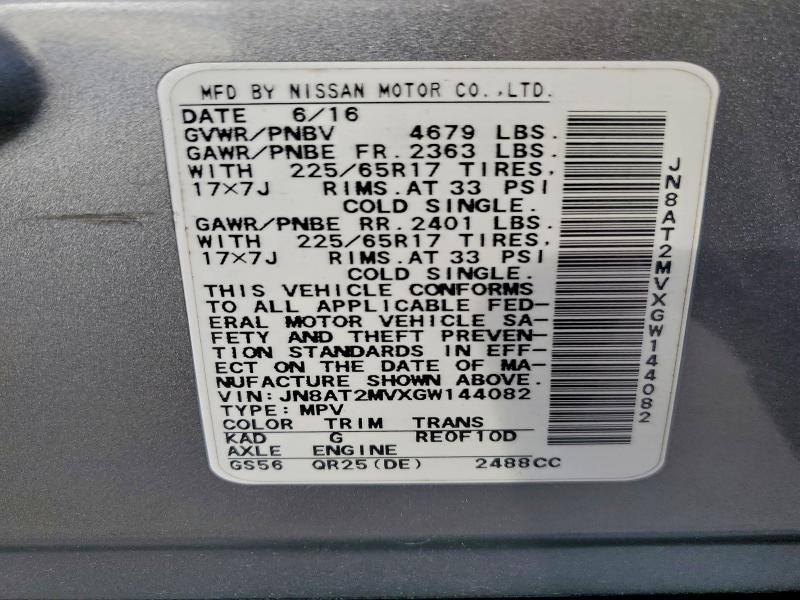 MFD BY NISSAN MOTOR CO.,LTD.
DATE 6/16
GVWR/PNBV 4679 LBS.
GAWR/PNBE FR. 2363 LBS.
WITH 225/65R17 TIRES,
17×7J RIMS.AT 33 PSI
COLD SINGLE.
GAWR/PNBE RR. 2401 LBS.
WITH 225/65R17 TIRES,
17×7J RIMS.AT 33 PSI
COLD SINGLE.
THIS VEHICLE CONFORMS
TO ALL APPLICABLE FED-
ERAL MOTOR VEHICLE SA-
FETY AND THEFT PREVEN-
TION STANDARDS IN EFF-
ECT ON THE DATE OF MA-
NUFACTURE SHOWN ABOVE.
VIN:JN8AT2MVXGW144082
TYPE:MPV
COLOR TRIM TRANS
KAD G RE0F10D
AXLE ENGINE
GS56 QR25(DE) 2488CC
JN8AT2MVXGW144082